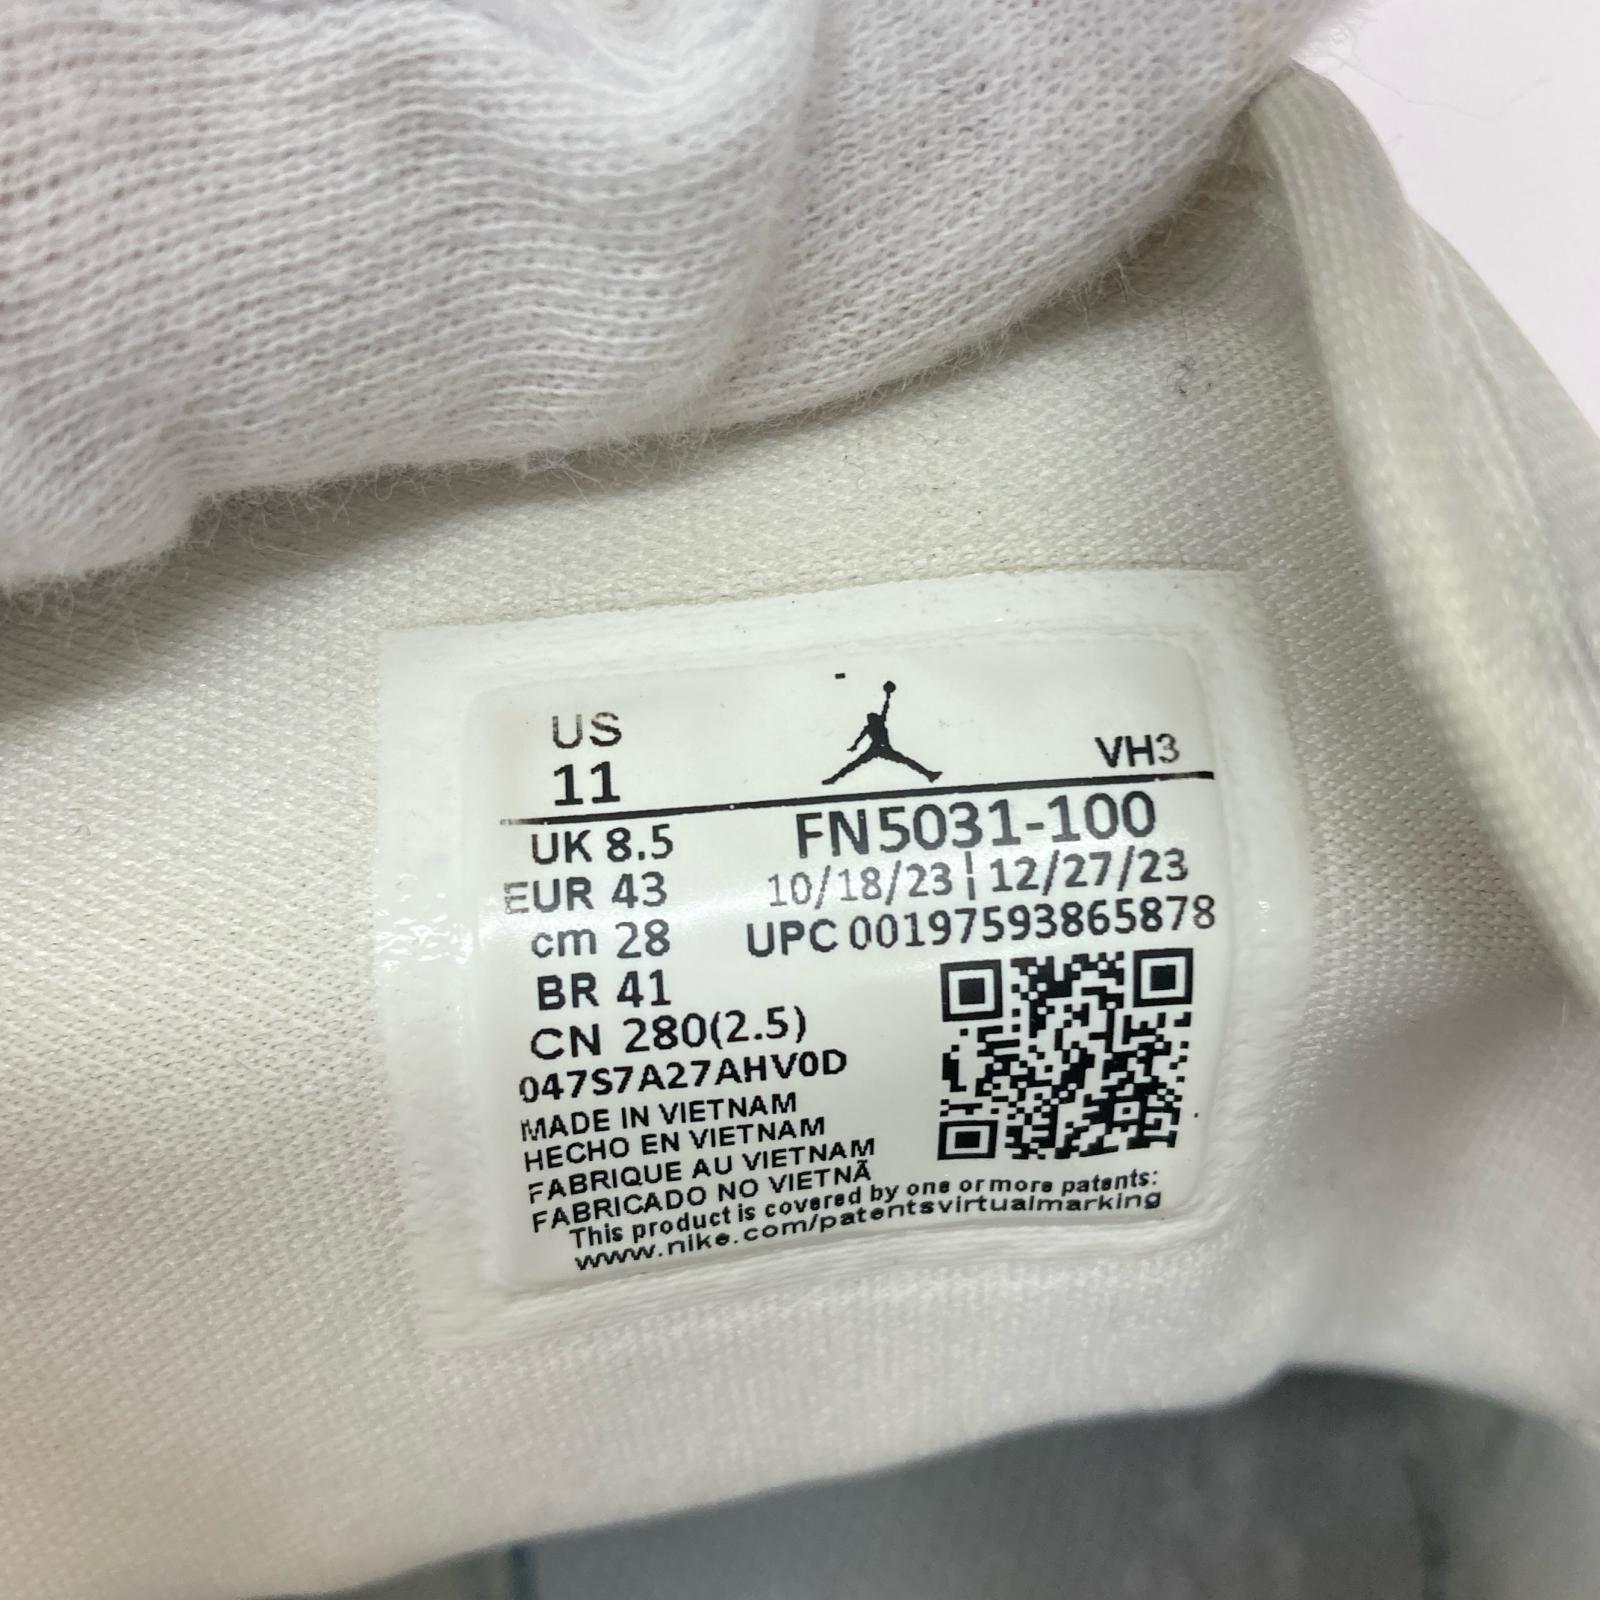 US
11
VH3
UK 8.5
FN5031-100
EUR 43
10/18/23 | 12/27/23
cm 28
UPC 00197593865878
BR 41
CN 280(2.5)
047S7A27AHV0D
MADE IN VIETNAM
HECHO EN VIETNAM
FABRIQUE AU VIETNAM
FABRICADO NO VIETNÃ
This product is covered by one or more patents:
www.nike.com/patentsvirtualmarking